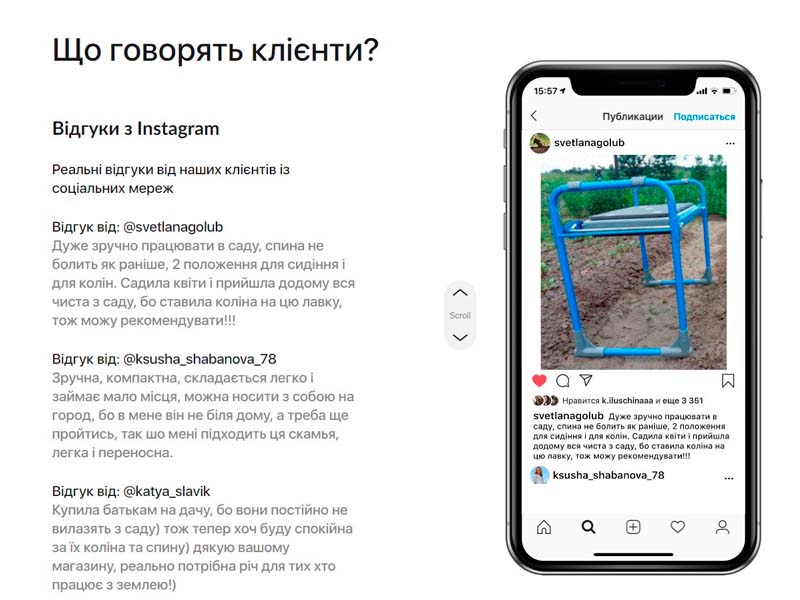 Що говорять клієнти?
Відгуки з Instagram
Реальні відгуки від наших клієнтів із
соціальних мереж
Відгук від: @svetlanagolub
Дуже зручно працювати в саду, спина не
болить як раніше, 2 положення для сидіння і
для колін. Садила квіти і прийшла додому вся
чиста з саду, бо ставила коліна на цю лавку,
тож можу рекомендувати!!!
Відгук від: @ksusha_shabanova_78
Зручна, компактна, складається легко і
займає мало місця, можна носити з собою на
город, бо в мене він не біля дому, а треба ще
пройтись, так шо мені підходить ця скамья,
легка і переносна.
Відгук від: @katya_slavik
Купила батькам на дачу, бо вони постійно не
вилазять з саду) тож тепер хоч буду спокійна
за їх коліна та спину) дякую вашому
магазину, реально потрібна річ для тих хто
працює з землею!)
Scroll
15:57
Публикации Подписаться
svetlanagolub
Нравится k.iluschinaaa и еще 3 351
svetlanagolub Дуже зручно працювати в
саду, спина не болить як раніше, 2 положення
для сидіння і для колін. Садила квіти і прийшла
додому вся чиста з саду, бо ставила коліна на
цю лавку, тож можу рекомендувати!!!
ksusha_shabanova_78